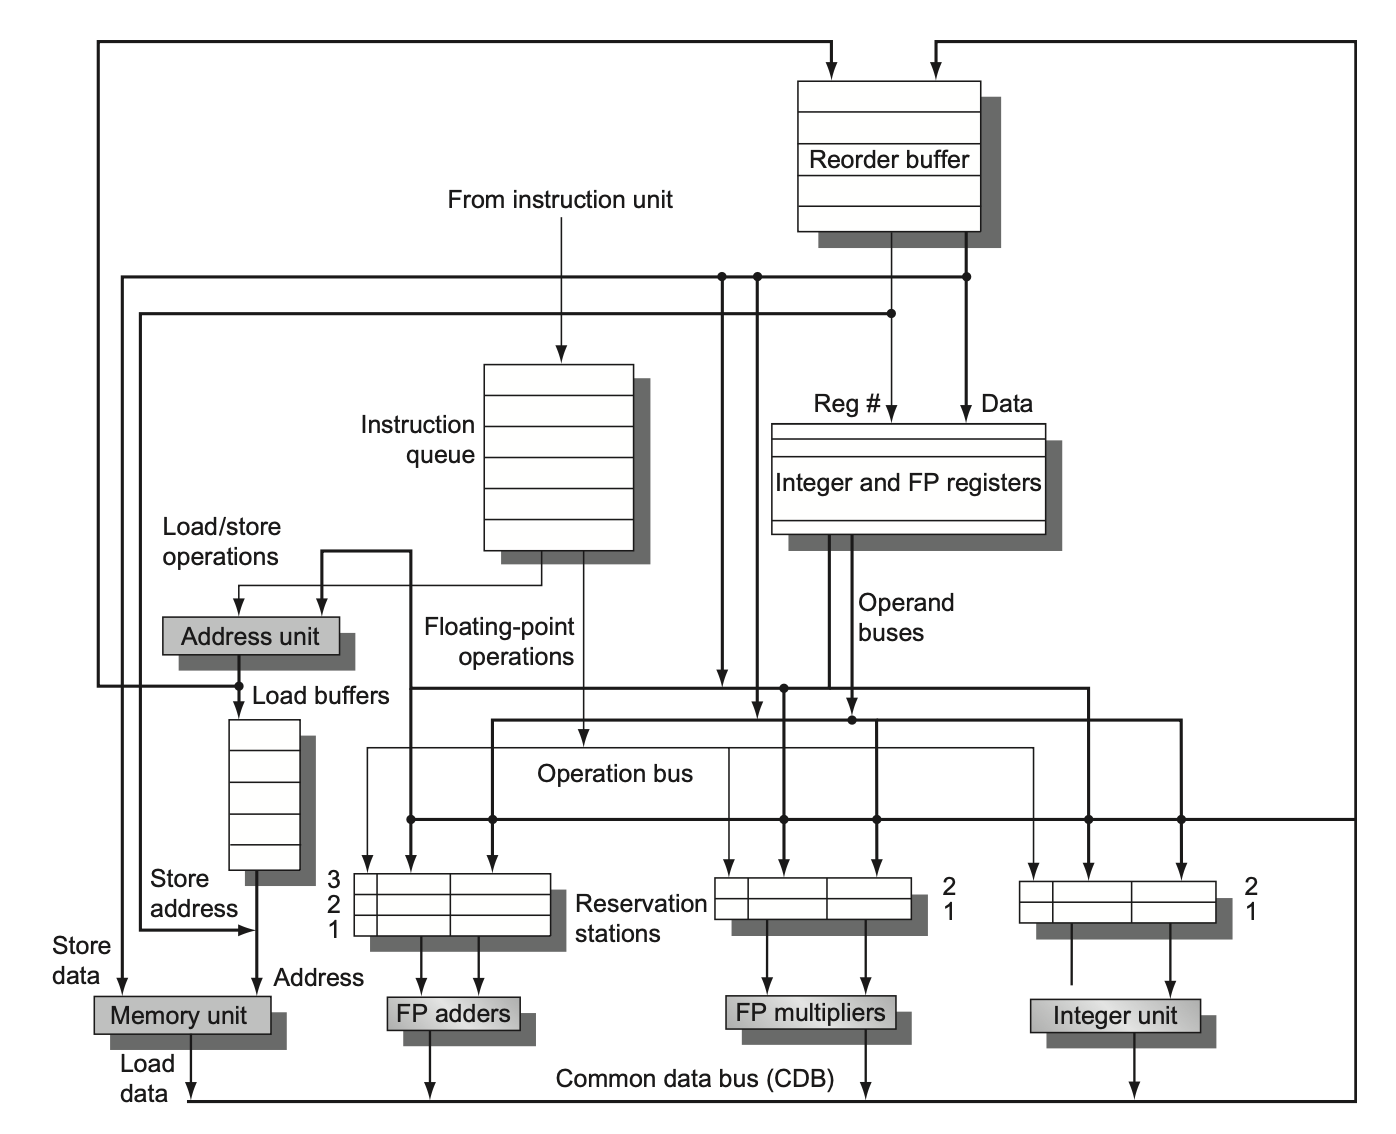 Reorder buffer
From instruction unit
Reg #
Data
Instruction
queue
Integer and FP registers
Load/store
operations
Operand
buses
Address unit
Floating-point
operations
Load buffers
Operation bus
Store
address
3
2
1
Reservation
stations
2
1
2
1
Store
data
Address
Memory unit
FP adders
FP multipliers
Integer unit
Load
data
Common data bus (CDB)